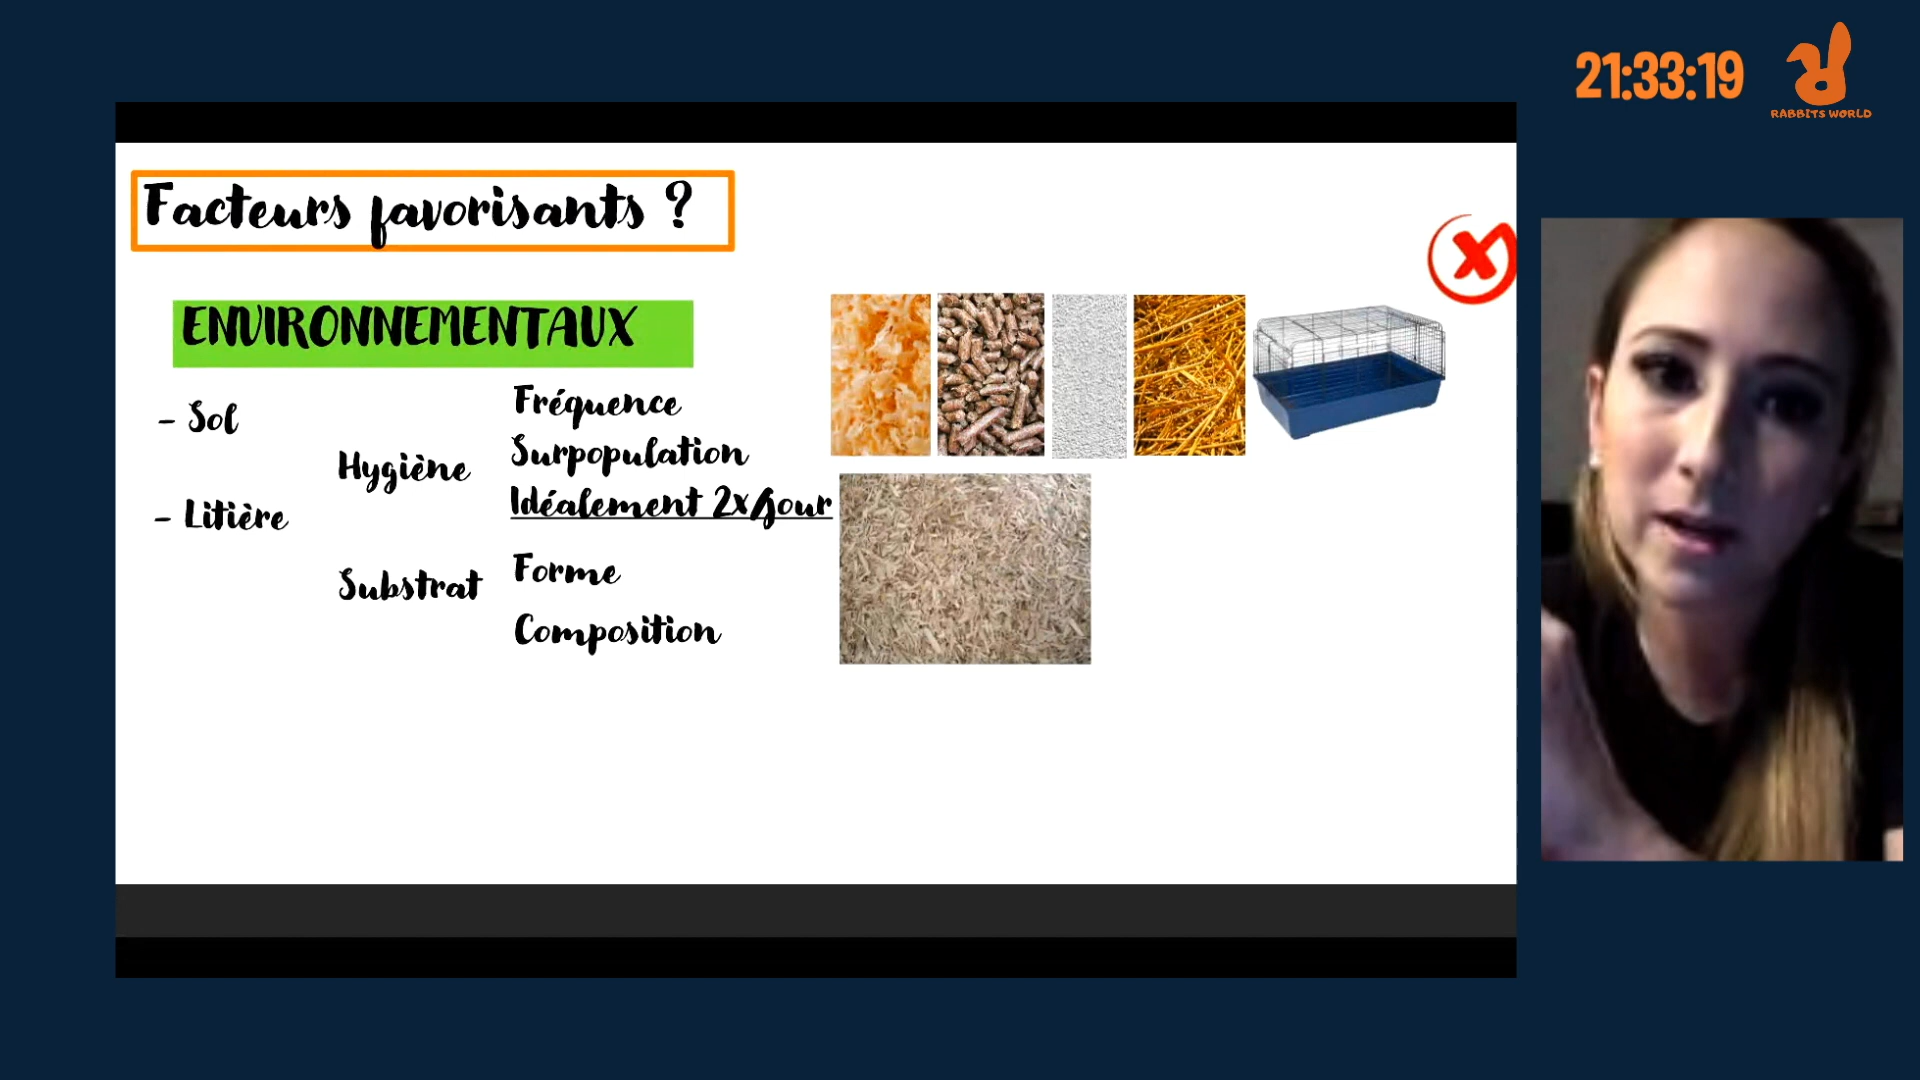 21:33:19
RABBITS WORLD
Facteurs favorisants ?
ENVIRONNEMENTAUX
- Sol
- Litière
Hygiène
Fréquence
Surpopulation
Idéalement 2x/jour
Substrat
Forme
Composition